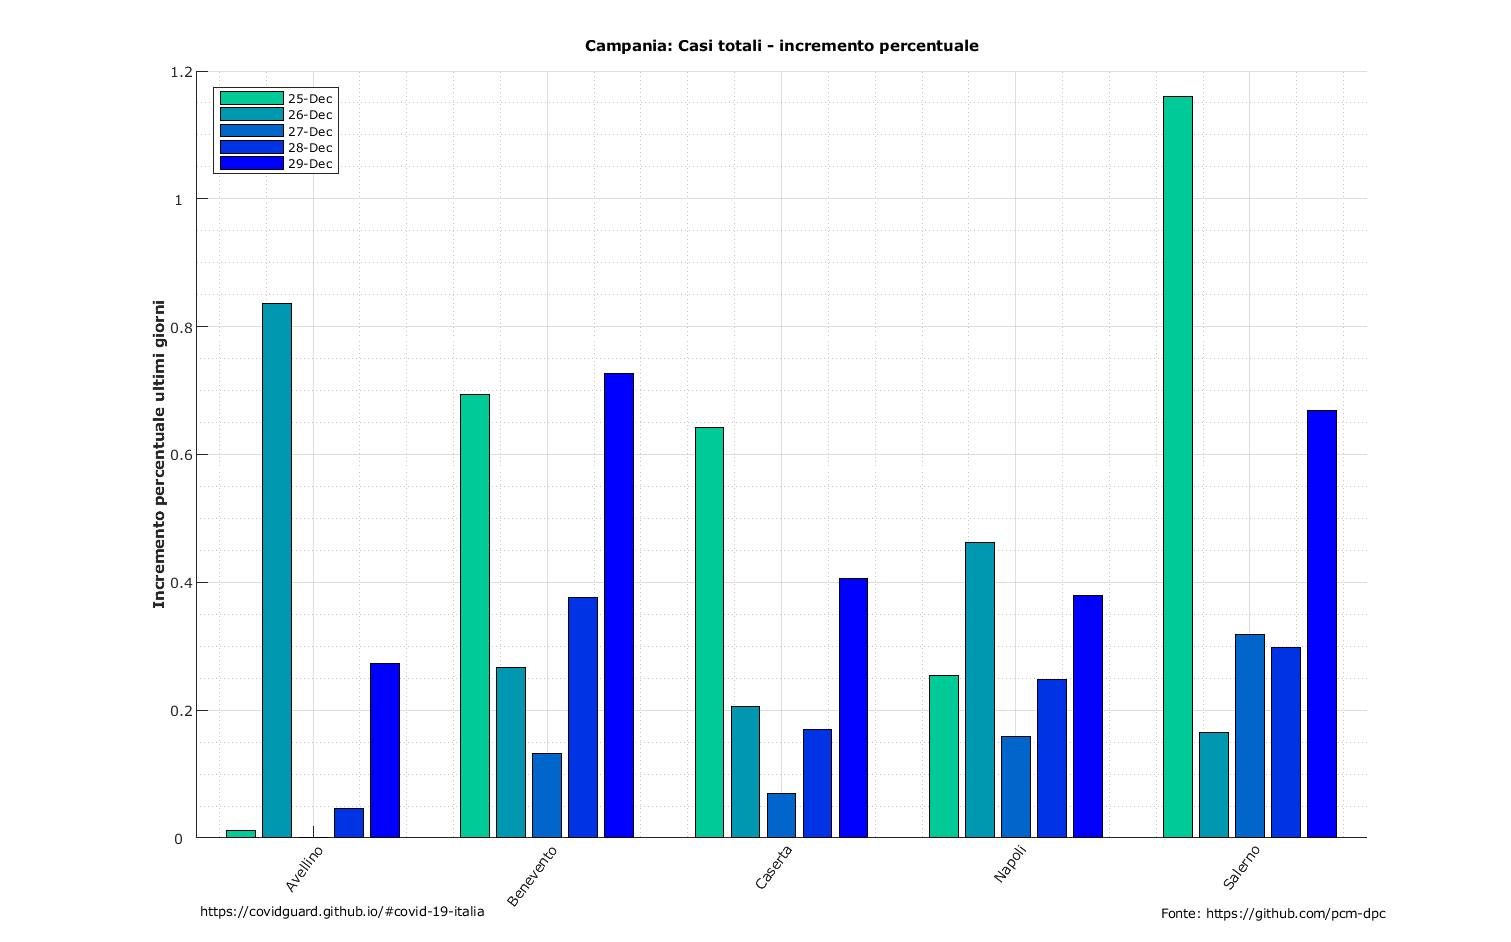 Campania: Casi totali - incremento percentuale
1.2
1
0.8
0.6
0.4
0.2
0
Incremento percentuale ultimi giorni
25-Dec
26-Dec
27-Dec
28-Dec
29-Dec
Avellino
Benevento
Caserta
Napoli
Salerno
https://covidguard.github.io/#covid-19-italia
Fonte: https://github.com/pcm-dpc